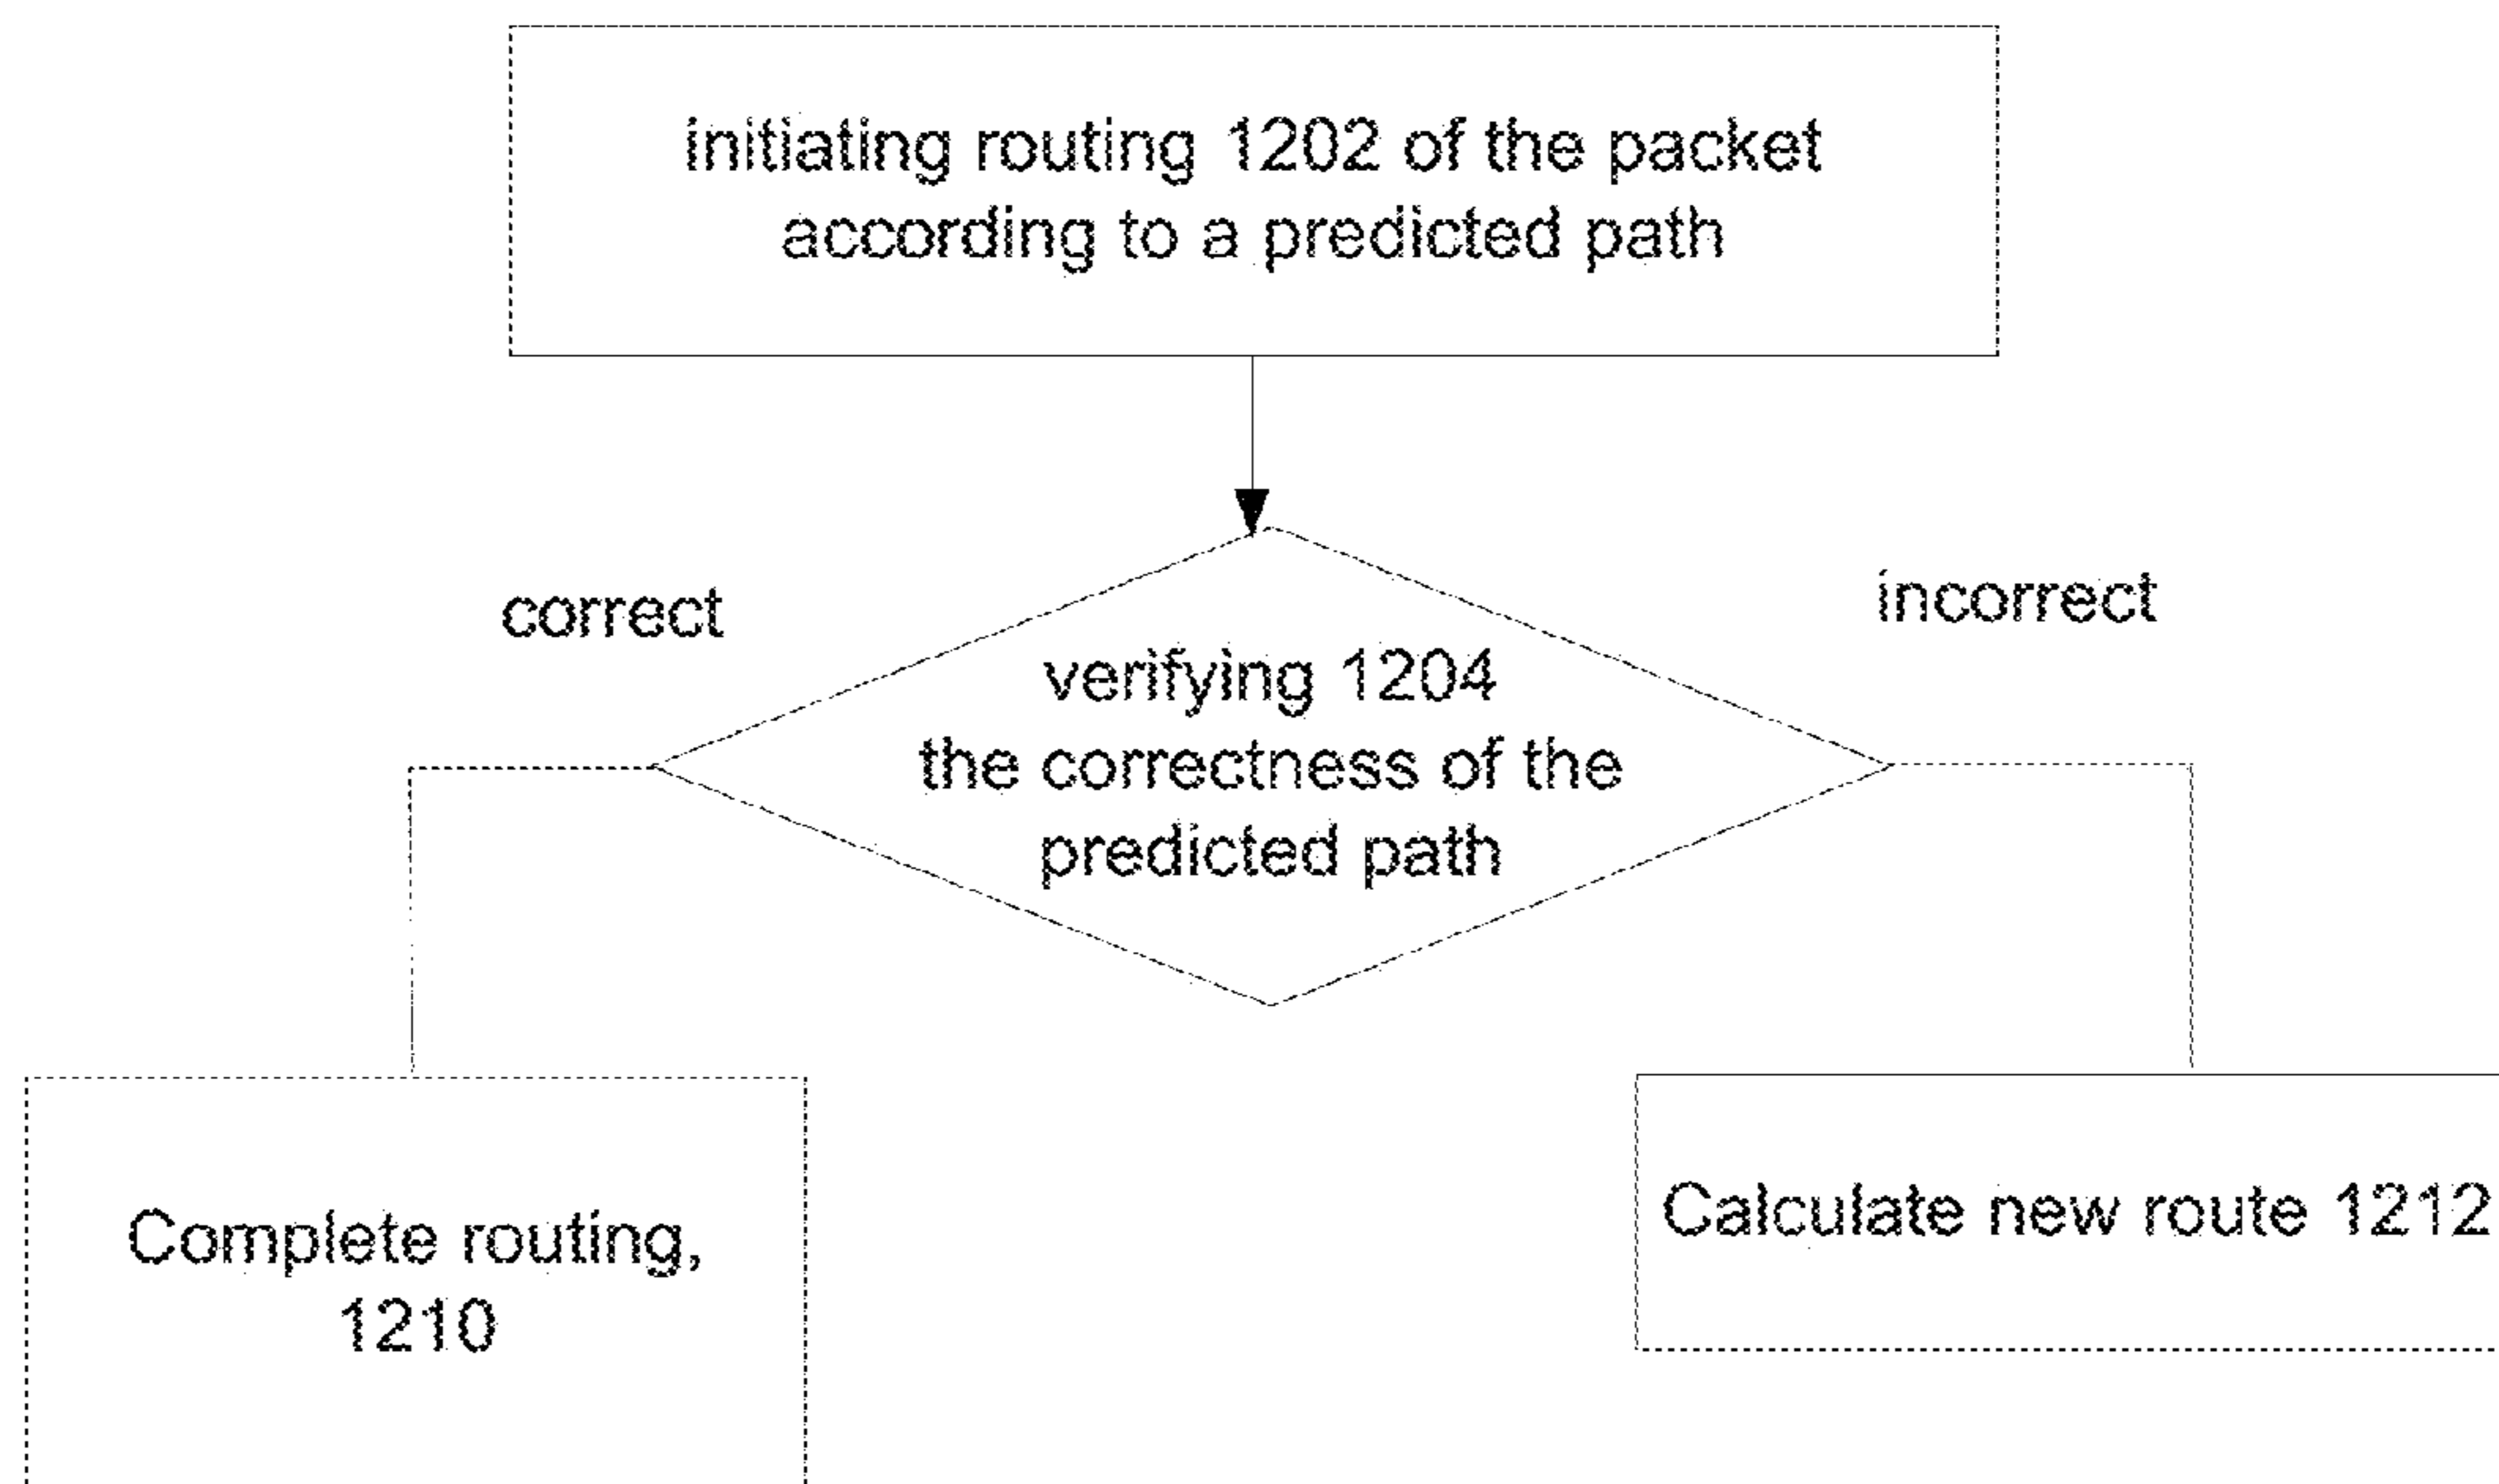 initiating routing 1202 of the packet
according to a predicted path
correct
incorrect
verifying 1204
the correctness of the
predicted path
Complete routing,
1210
Calculate new route 1212